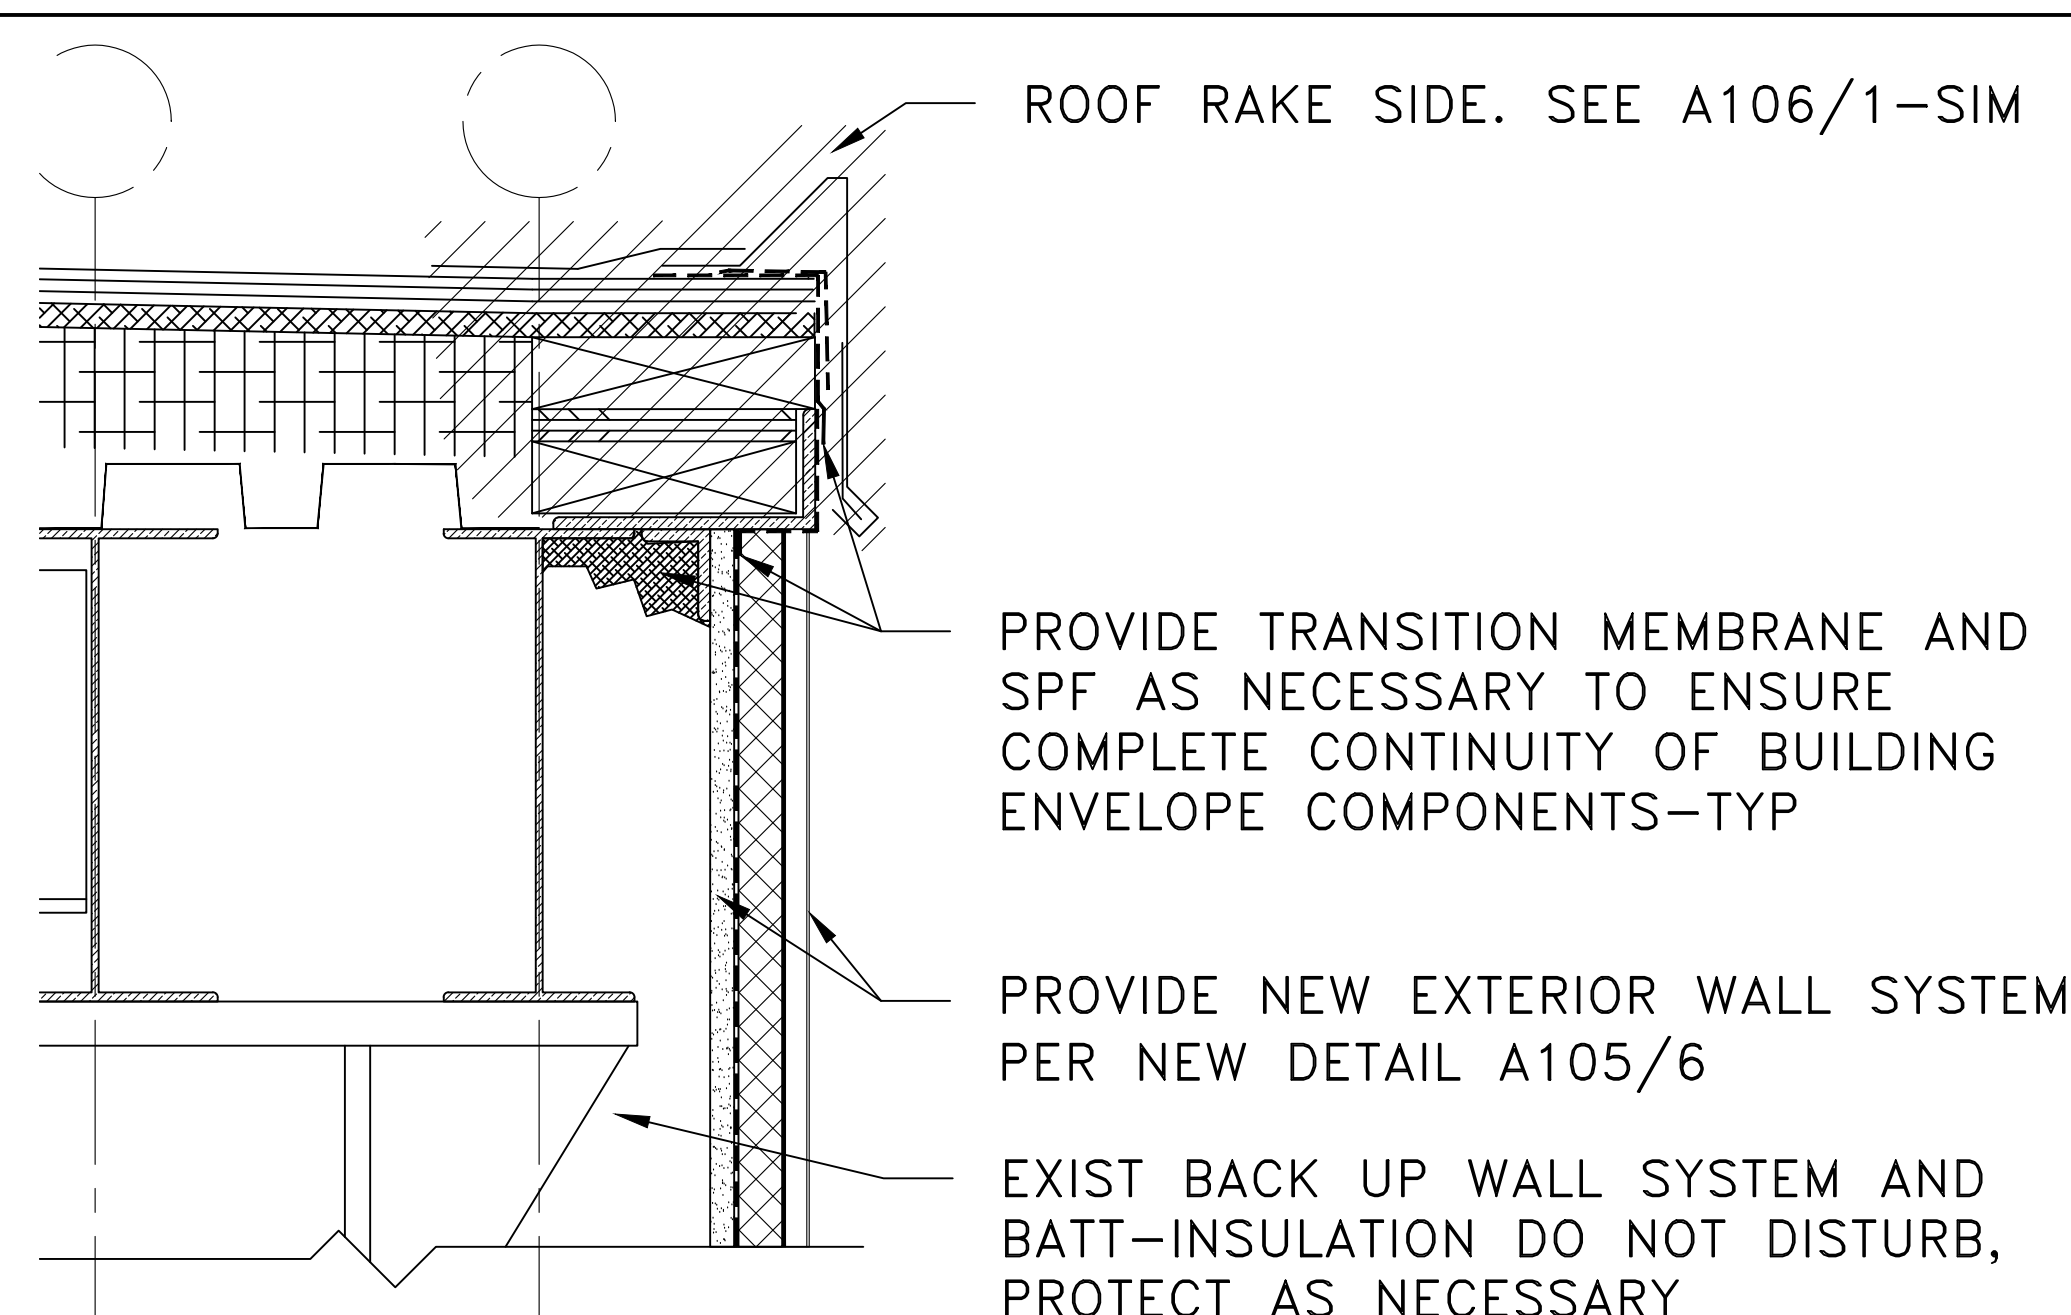 ROOF RAKE SIDE. SEE A106/1-SIM
PROVIDE TRANSITION MEMBRANE AND
SPF AS NECESSARY TO ENSURE
COMPLETE CONTINUITY OF BUILDING
ENVELOPE COMPONENTS-TYP
PROVIDE NEW EXTERIOR WALL SYSTEM
PER NEW DETAIL A105/6
EXIST BACK UP WALL SYSTEM AND
BATT-INSULATION DO NOT DISTURB,
PROTECT AS NECESSARY